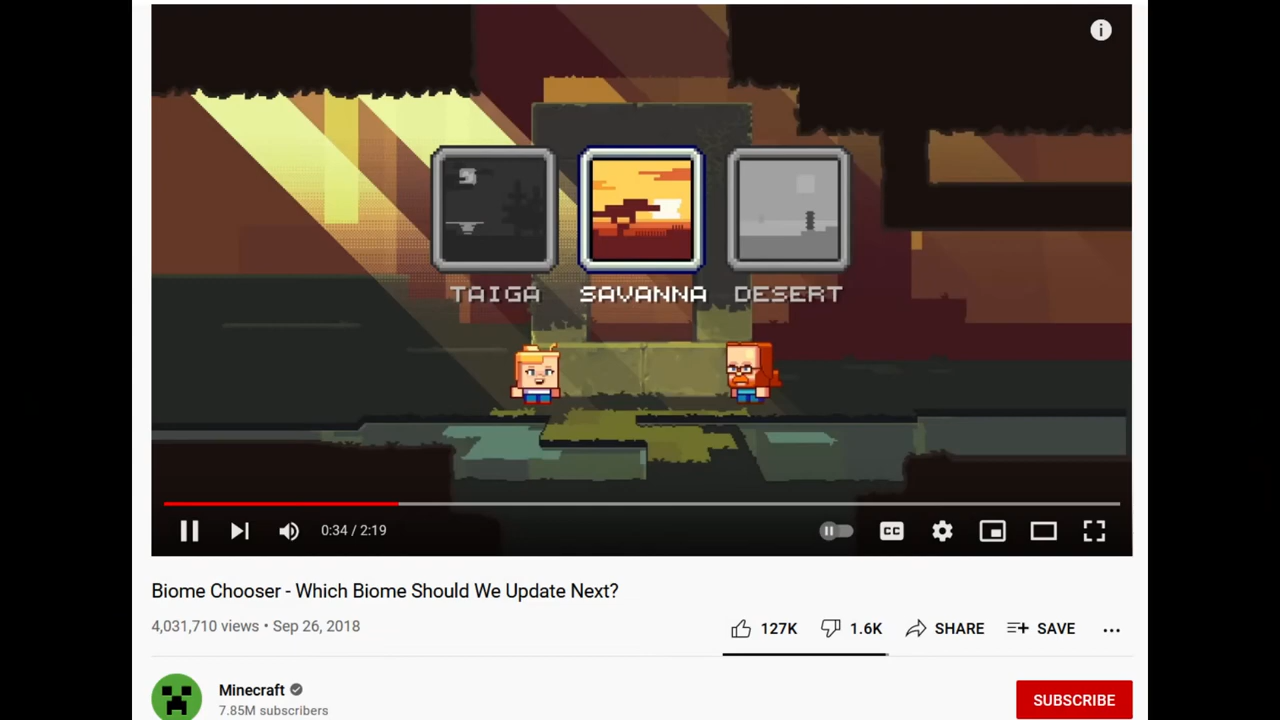 TAIGA SAVANNA DESERT
0:34 / 2:19
CC
Biome Chooser - Which Biome Should We Update Next?
4,031,710 views • Sep 26, 2018
127K 1.6K SHARE SAVE
Minecraft
7.85M subscribers
SUBSCRIBE